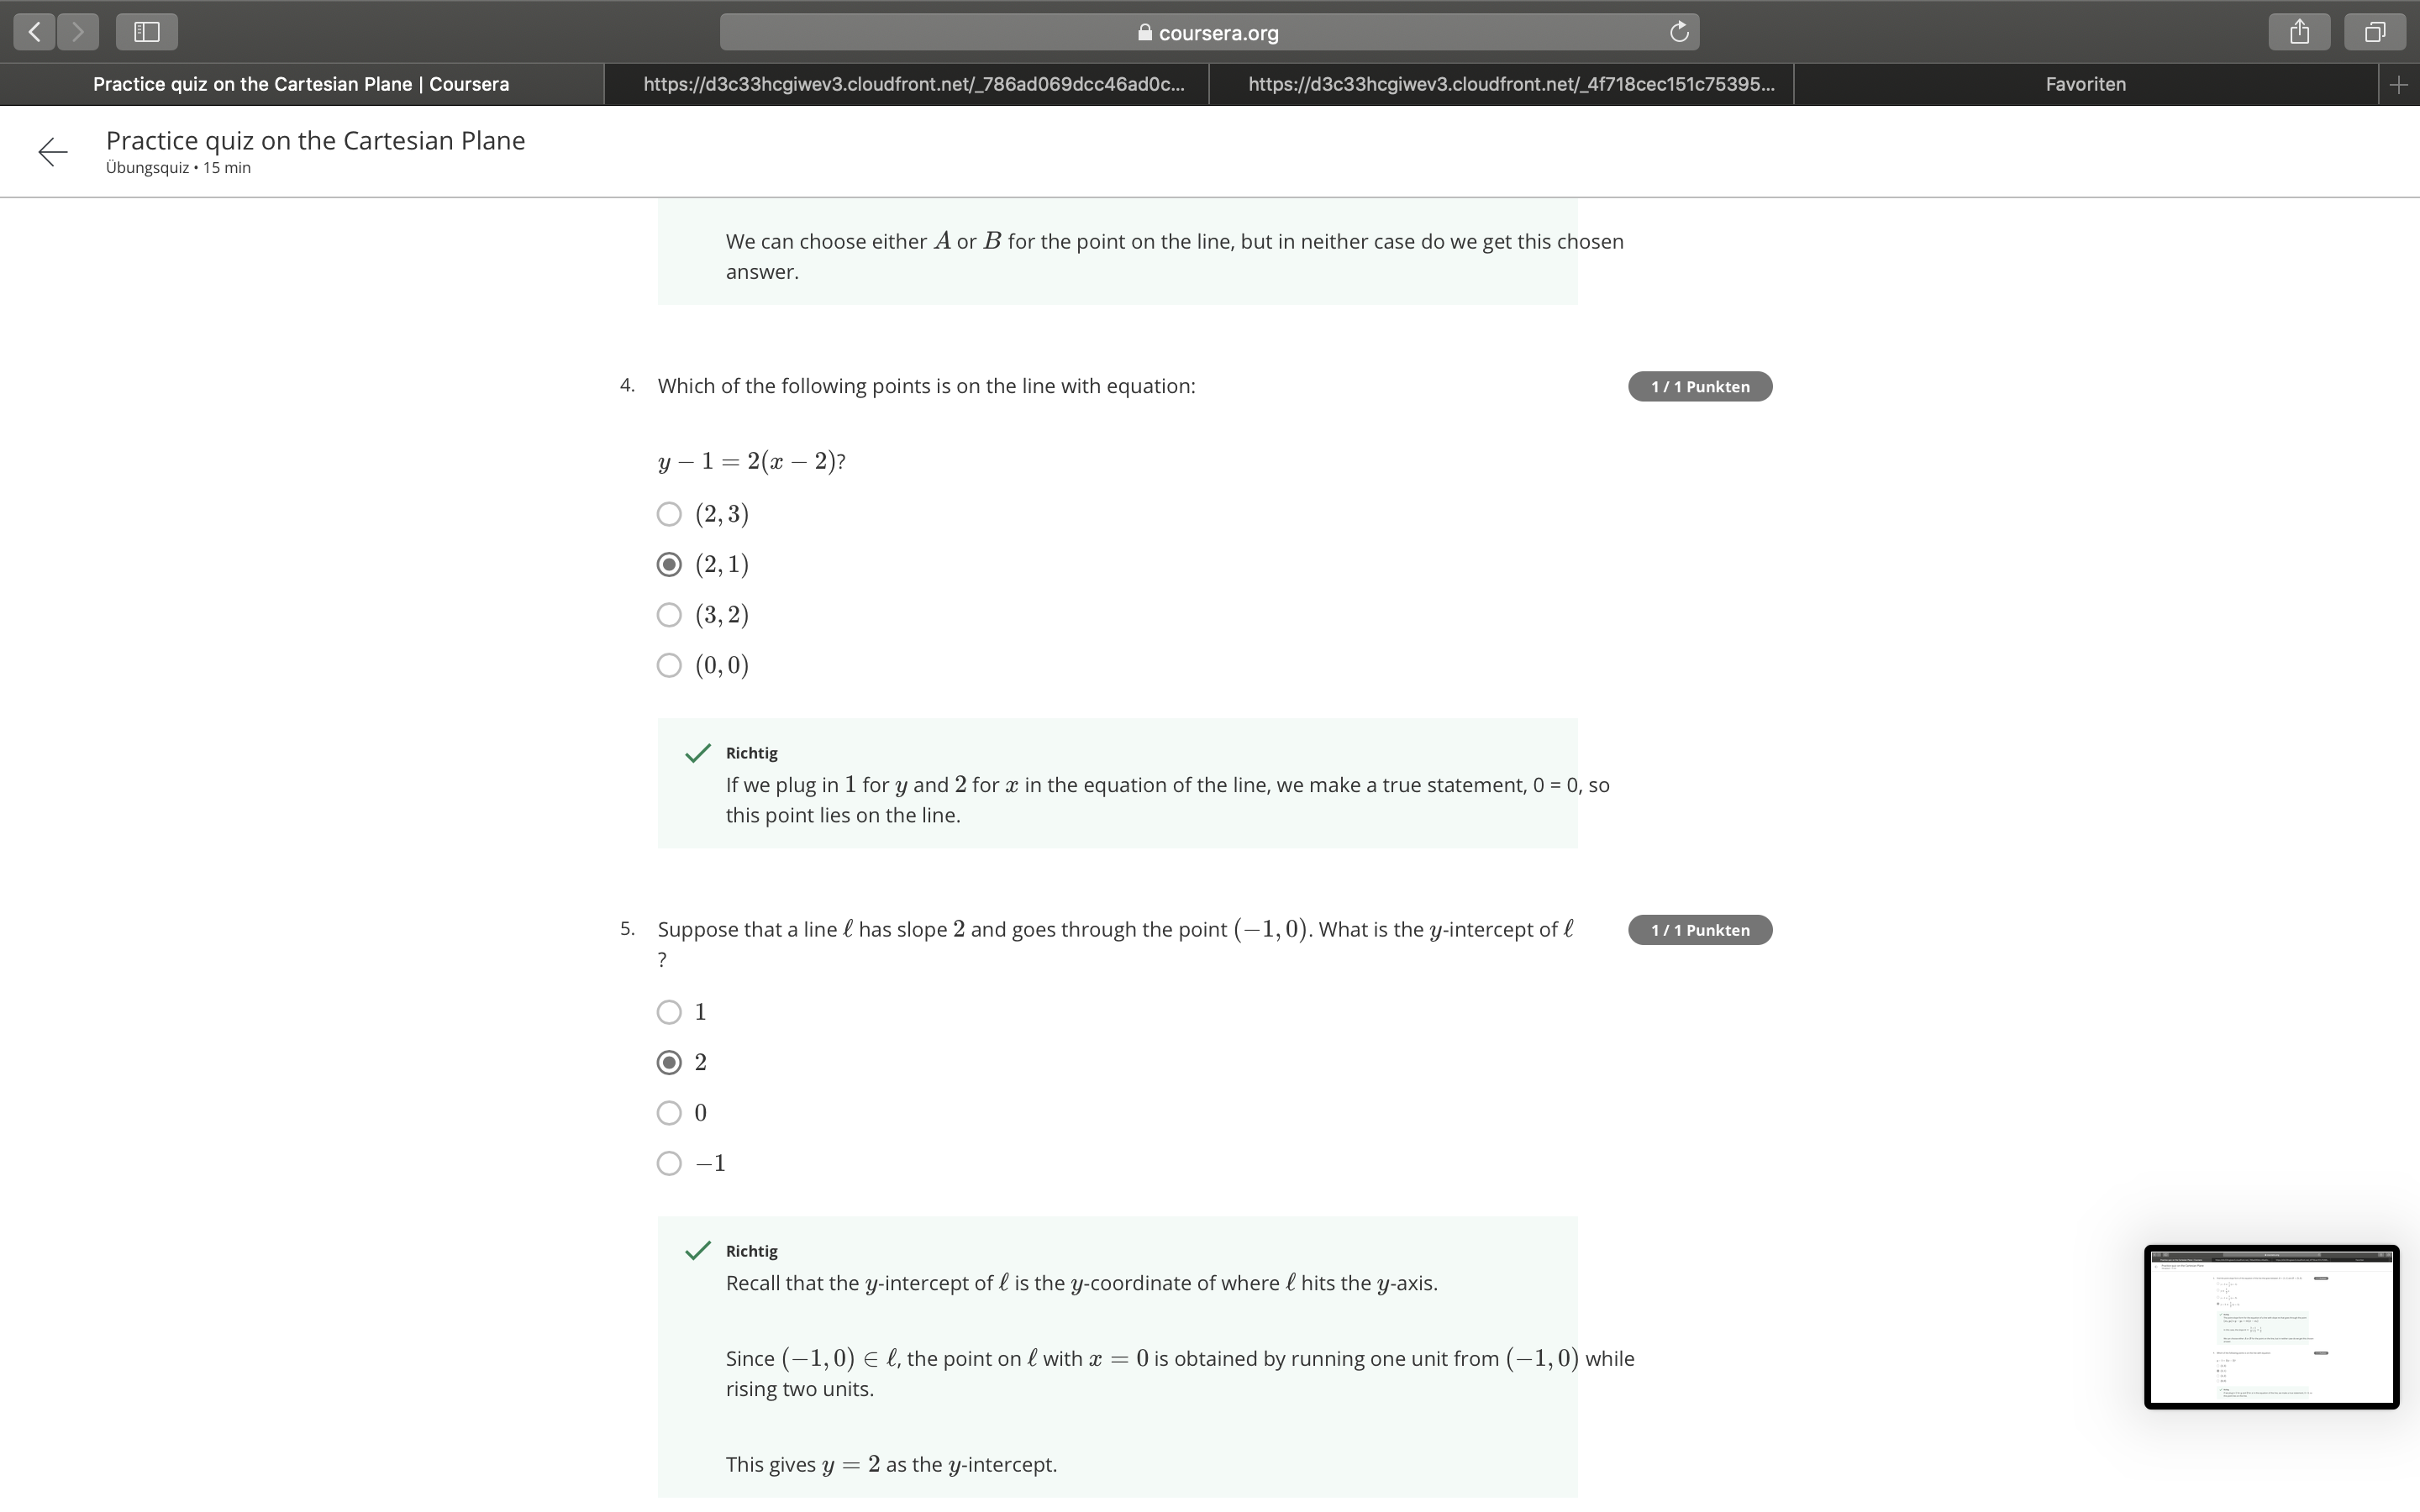 coursera.org
Practice quiz on the Cartesian Plane | Coursera
https://d3c33hcgiwev3.cloudfront.net/_786ad069dcc46ad0c...
https://d3c33hcgiwev3.cloudfront.net/_4f718cec151c75395...
Favoriten
Practice quiz on the Cartesian Plane
Übungsquiz • 15 min
We can choose either A or B for the point on the line, but in neither case do we get this chosen
answer.
4. Which of the following points is on the line with equation:
1 / 1 Punkten
y − 1 = 2(x − 2)?
(2, 3)
(2, 1)
(3, 2)
(0, 0)
Richtig
If we plug in 1 for y and 2 for x in the equation of the line, we make a true statement, 0 = 0, so
this point lies on the line.
5. Suppose that a line ℓ has slope 2 and goes through the point (−1, 0). What is the y-intercept of ℓ
?
1 / 1 Punkten
1
2
0
−1
Richtig
Recall that the y-intercept of ℓ is the y-coordinate of where ℓ hits the y-axis.
Since (−1, 0) ∈ ℓ, the point on ℓ with x = 0 is obtained by running one unit from (−1, 0) while
rising two units.
This gives y = 2 as the y-intercept.